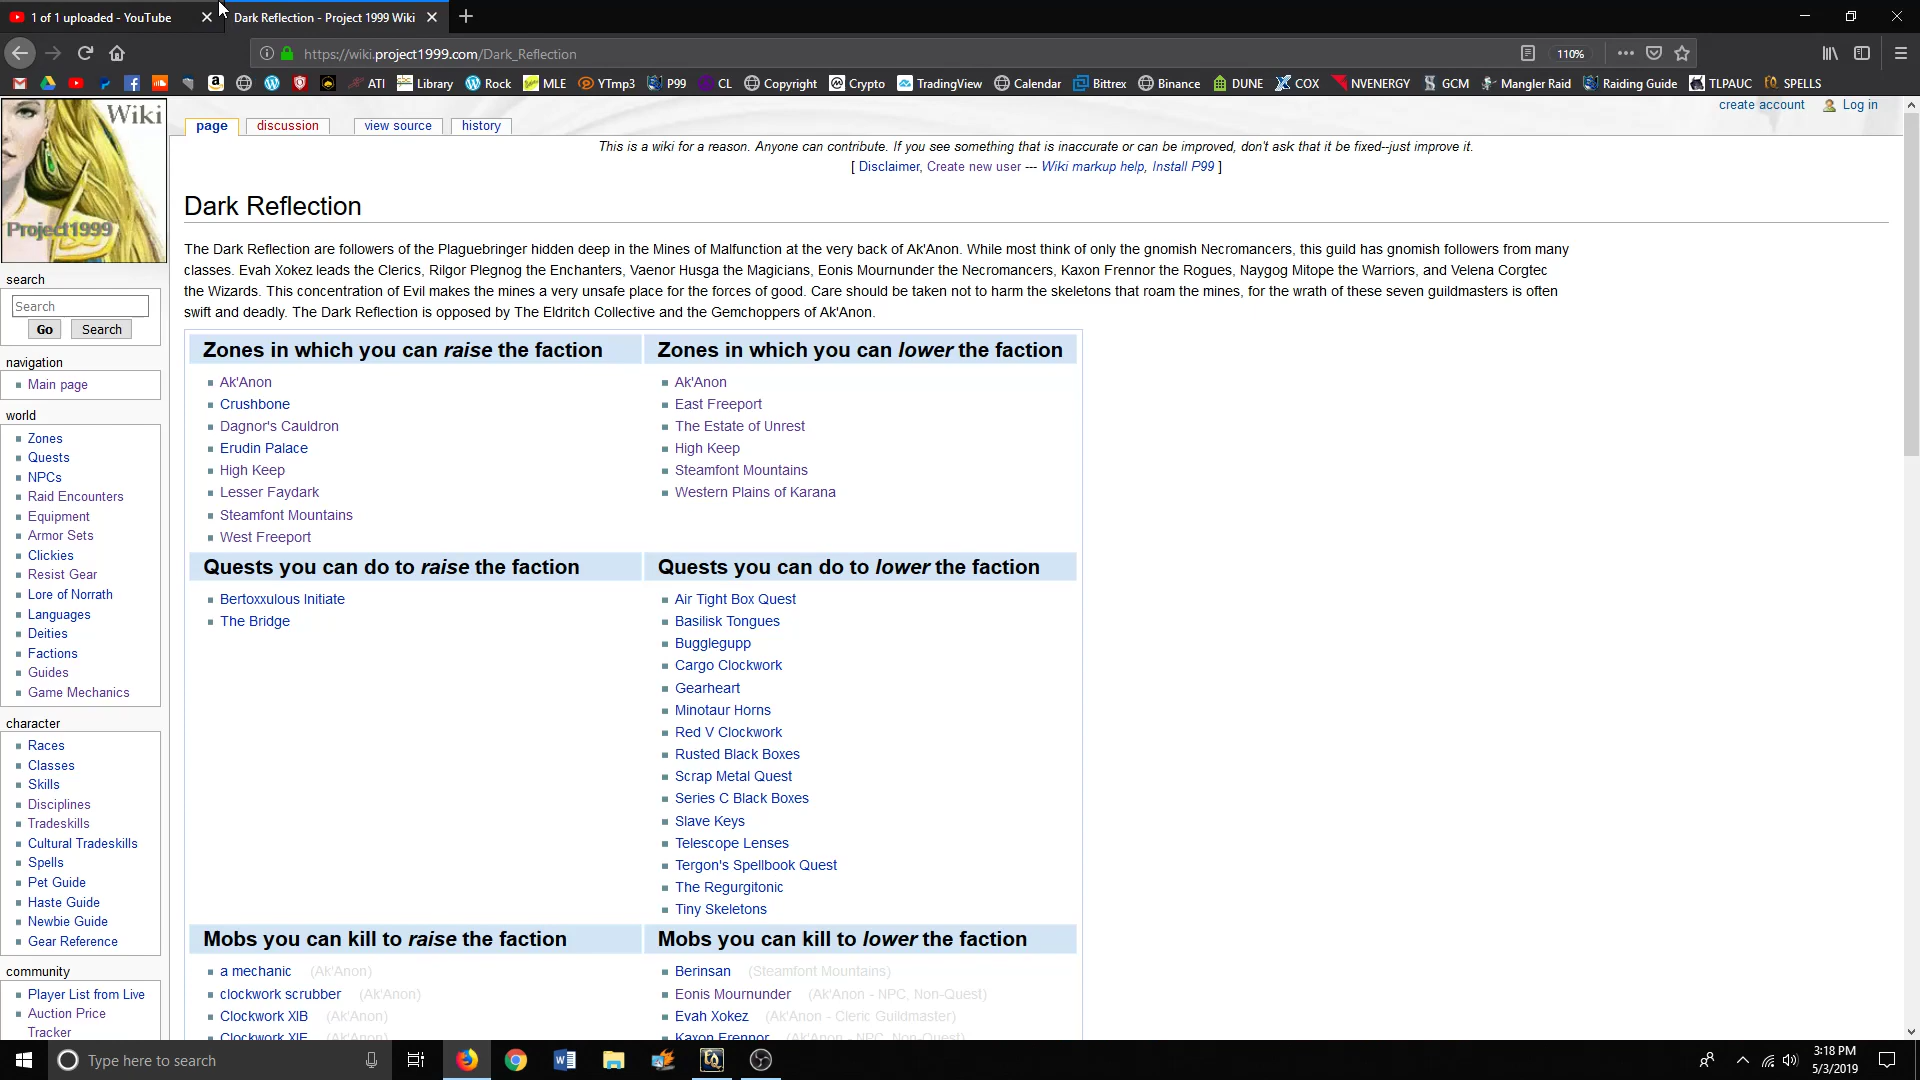 1 of 1 uploaded - YouTube
Dark Reflection - Project 1999 Wiki
https://wiki.project1999.com/Dark_Reflection
110%
ATI
Library
Rock
MLE
YTmp3
P99
CL
Copyright
Crypto
TradingView
Calendar
Bittrex
Binance
DUNE
COX
NVENERGY
GCM
Mangler Raid
Raiding Guide
TLPAUC
SPELLS
Wiki
Project1999
create account
Log in
page
discussion
view source
history
This is a wiki for a reason. Anyone can contribute. If you see something that is inaccurate or can be improved, don't ask that it be fixed--just improve it.
[ Disclaimer, Create new user --- Wiki markup help, Install P99 ]
Dark Reflection
The Dark Reflection are followers of the Plaguebringer hidden deep in the Mines of Malfunction at the very back of Ak'Anon. While most think of only the gnomish Necromancers, this guild has gnomish followers from many
classes. Evah Xokez leads the Clerics, Rilgor Plegnog the Enchanters, Vaenor Husga the Magicians, Eonis Mournunder the Necromancers, Kaxon Frennor the Rogues, Naygog Mitope the Warriors, and Velena Corgtec
the Wizards. This concentration of Evil makes the mines a very unsafe place for the forces of good. Care should be taken not to harm the skeletons that roam the mines, for the wrath of these seven guildmasters is often
swift and deadly. The Dark Reflection is opposed by The Eldritch Collective and the Gemchoppers of Ak'Anon.
search
Search
Go
Search
navigation
Main page
world
Zones
Quests
NPCs
Raid Encounters
Equipment
Armor Sets
Clickies
Resist Gear
Lore of Norrath
Languages
Deities
Factions
Guides
Game Mechanics
character
Races
Classes
Skills
Disciplines
Tradeskills
Cultural Tradeskills
Spells
Pet Guide
Haste Guide
Newbie Guide
Gear Reference
community
Player List from Live
Auction Price
Tracker
Zones in which you can raise the faction
Ak'Anon
Crushbone
Dagnor's Cauldron
Erudin Palace
High Keep
Lesser Faydark
Steamfont Mountains
West Freeport
Zones in which you can lower the faction
Ak'Anon
East Freeport
The Estate of Unrest
High Keep
Steamfont Mountains
Western Plains of Karana
Quests you can do to raise the faction
Bertoxxulous Initiate
The Bridge
Quests you can do to lower the faction
Air Tight Box Quest
Basilisk Tongues
Bugglegupp
Cargo Clockwork
Gearheart
Minotaur Horns
Red V Clockwork
Rusted Black Boxes
Scrap Metal Quest
Series C Black Boxes
Slave Keys
Telescope Lenses
Tergon's Spellbook Quest
The Regurgitonic
Tiny Skeletons
Mobs you can kill to raise the faction
a mechanic (Ak'Anon)
clockwork scrubber (Ak'Anon)
Clockwork XIB (Ak'Anon)
Clockwork XIE (Ak'Anon)
Mobs you can kill to lower the faction
Berinsan (Steamfont Mountains)
Eonis Mournunder (Ak'Anon - NPC, Non-Quest)
Evah Xokez (Ak'Anon - Cleric Guildmaster)
Kaxon Frennor (Ak'Anon - NPC, Non-Quest)
Type here to search
3:18 PM
5/3/2019